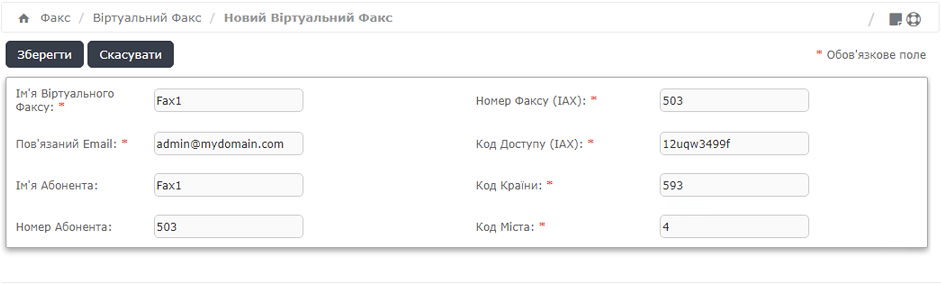 Факс / Віртуальний Факс / Новий Віртуальний Факс /
Зберегти Скасувати * Обов'язкове поле
Ім'я Віртуального
Факсу: * Fax1 Номер Факсу (IAX): * 503
Пов'язаний Email: * admin@mydomain.com Код Доступу (IAX): * 12uqw3499f
Ім'я Абонента: Fax1 Код Країни: * 593
Номер Абонента: 503 Код Міста: * 4